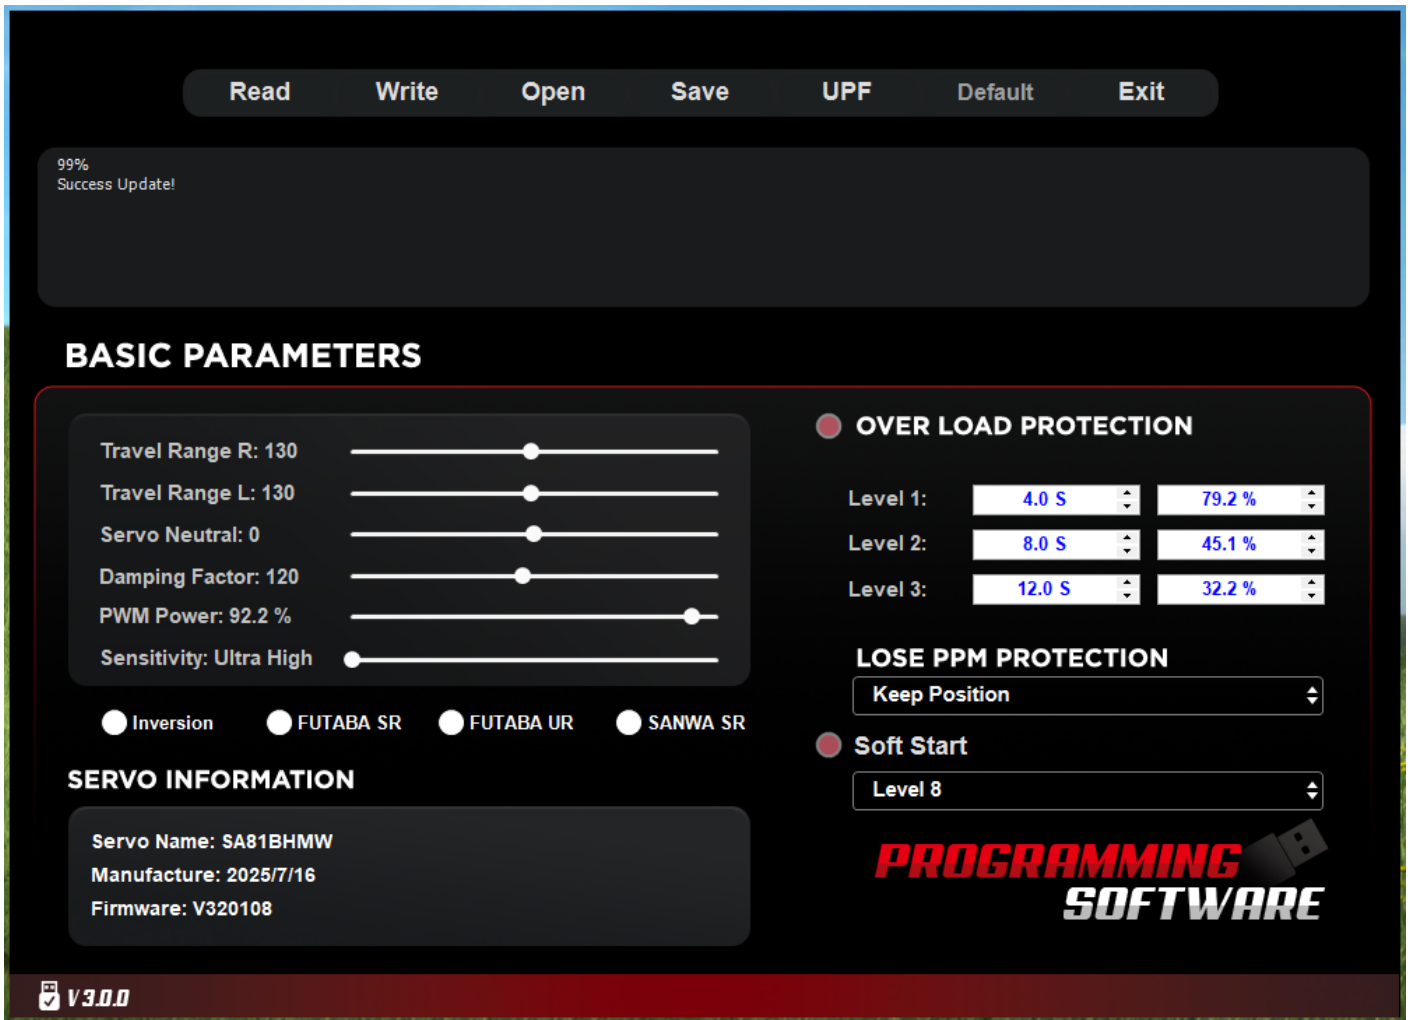 Read Write Open Save UPF Default Exit
99%
Success Update!
BASIC PARAMETERS
Travel Range R: 130
Travel Range L: 130
Servo Neutral: 0
Damping Factor: 120
PWM Power: 92.2 %
Sensitivity: Ultra High
Inversion FUTABA SR FUTABA UR SANWA SR
SERVO INFORMATION
Servo Name: SA81BHMW
Manufacture: 2025/7/16
Firmware: V320108
OVER LOAD PROTECTION
Level 1: 4.0 S 79.2 %
Level 2: 8.0 S 45.1 %
Level 3: 12.0 S 32.2 %
LOSE PPM PROTECTION
Keep Position
Soft Start
Level 8
PROGRAMMING
SOFTWARE
V 3.0.0